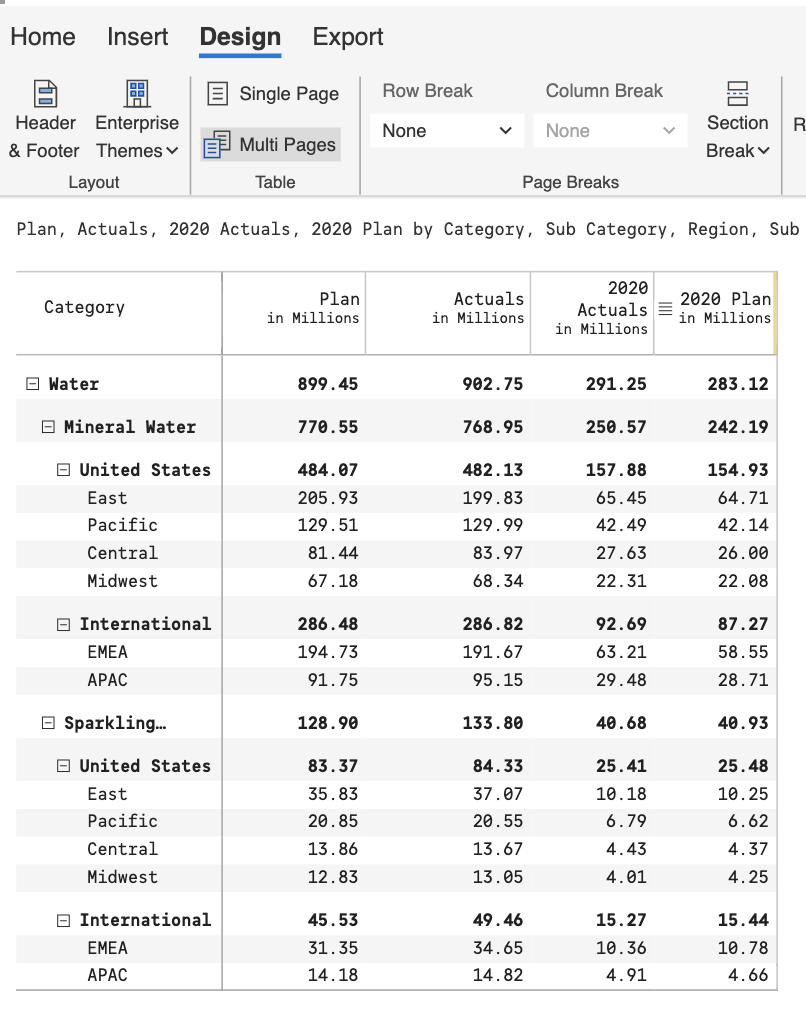 Home Insert Design Export
Single Page
Row Break Column Break
Header Enterprise
& Footer Themes
None None
Section
Break
R
Multi Pages
Layout Table Page Breaks
Plan, Actuals, 2020 Actuals, 2020 Plan by Category, Sub Category, Region, Sub
Category Plan in Millions Actuals in Millions 2020 Actuals in Millions 2020 Plan in Millions
Water 899.45 902.75 291.25 283.12
Mineral Water 770.55 768.95 250.57 242.19
United States 484.07 482.13 157.88 154.93
East 205.93 199.83 65.45 64.71
Pacific 129.51 129.99 42.49 42.14
Central 81.44 83.97 27.63 26.00
Midwest 67.18 68.34 22.31 22.08
International 286.48 286.82 92.69 87.27
EMEA 194.73 191.67 63.21 58.55
APAC 91.75 95.15 29.48 28.71
Sparkling… 128.90 133.80 40.68 40.93
United States 83.37 84.33 25.41 25.48
East 35.83 37.07 10.18 10.25
Pacific 20.85 20.55 6.79 6.62
Central 13.86 13.67 4.43 4.37
Midwest 12.83 13.05 4.01 4.25
International 45.53 49.46 15.27 15.44
EMEA 31.35 34.65 10.36 10.78
APAC 14.18 14.82 4.91 4.66